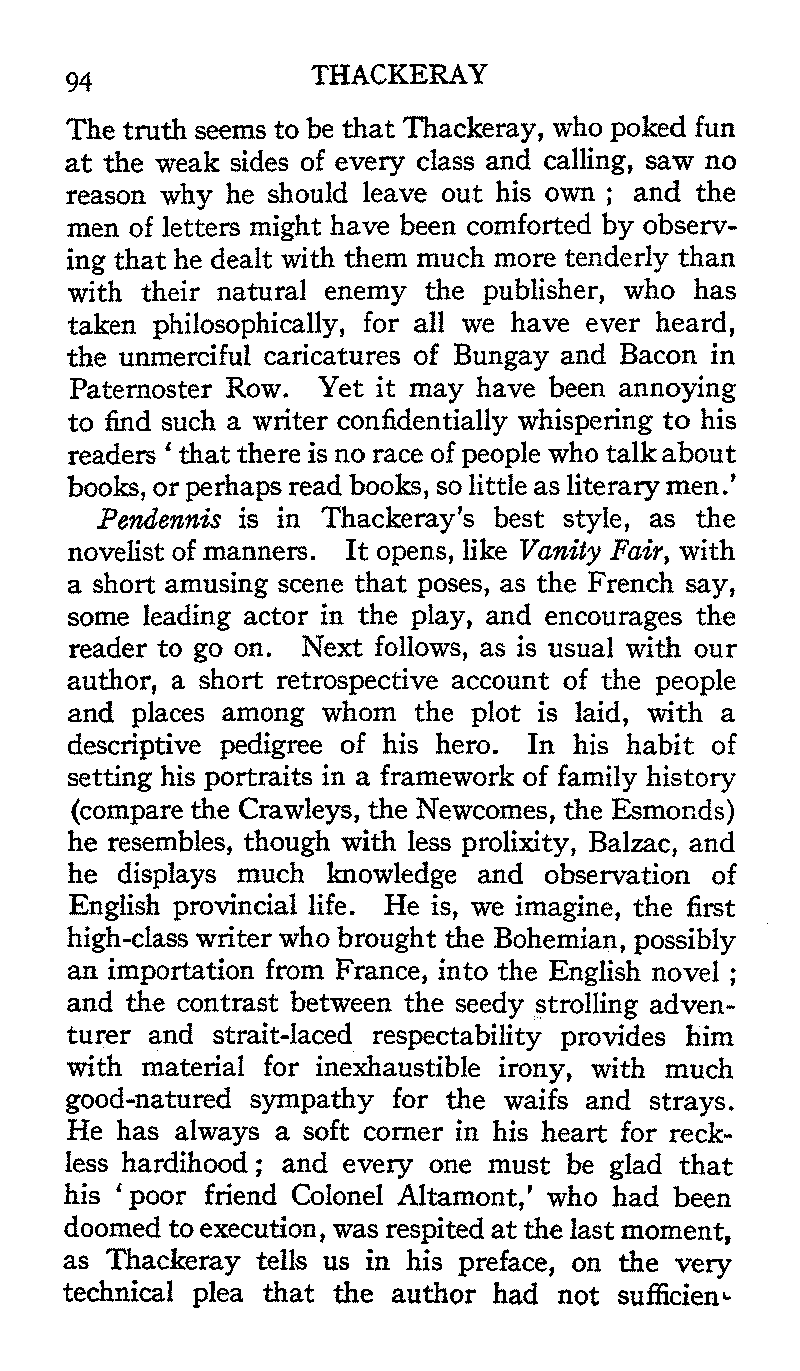 94 THACKERAY
The truth seems to be that Thackeray, who poked fun
at the weak sides of every class and calling, saw no
reason why he should leave out his own ; and the
men of letters might have been comforted by observ-
ing that he dealt with them much more tenderly than
with their natural enemy the publisher, who has
taken philosophically, for all we have ever heard,
the unmerciful caricatures of Bungay and Bacon in
Paternoster Row. Yet it may have been annoying
to find such a writer confidentially whispering to his
readers ‘ that there is no race of people who talk about
books, or perhaps read books, so little as literary men.’
Pendennis is in Thackeray's best style, as the
novelist of manners. It opens, like Vanity Fair, with
a short amusing scene that poses, as the French say,
some leading actor in the play, and encourages the
reader to go on. Next follows, as is usual with our
author, a short retrospective account of the people
and places among whom the plot is laid, with a
descriptive pedigree of his hero. In his habit of
setting his portraits in a framework of family history
(compare the Crawleys, the Newcomes, the Esmonds)
he resembles, though with less prolixity, Balzac, and
he displays much knowledge and observation of
English provincial life. He is, we imagine, the first
high-class writer who brought the Bohemian, possibly
an importation from France, into the English novel ;
and the contrast between the seedy strolling adven-
turer and strait-laced respectability provides him
with material for inexhaustible irony, with much
good-natured sympathy for the waifs and strays.
He has always a soft corner in his heart for reck-
less hardihood ; and every one must be glad that
his ‘ poor friend Colonel Altamont,’ who had been
doomed to execution, was respited at the last moment,
as Thackeray tells us in his preface, on the very
technical plea that the author had not sufficien